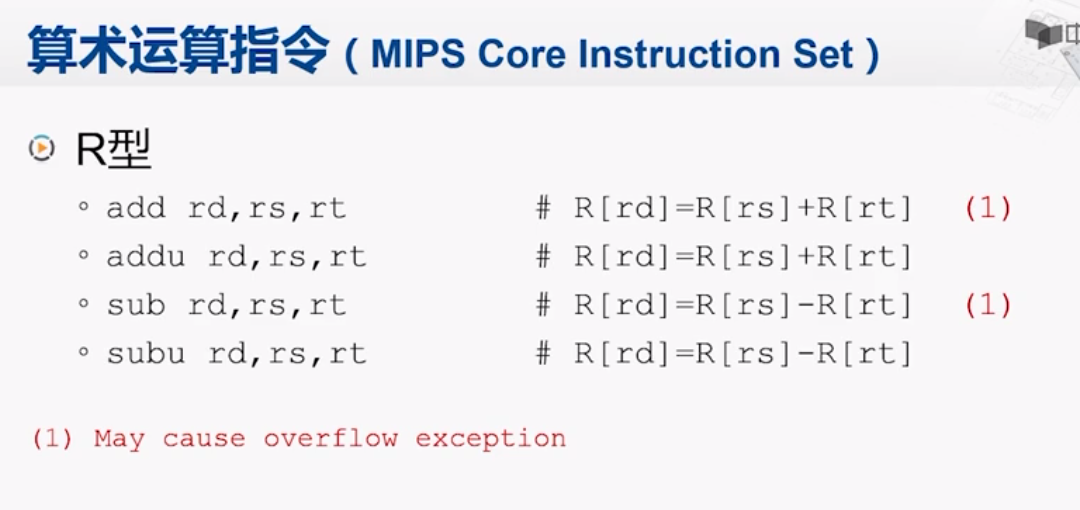 算术运算指令 ( MIPS Core Instruction Set )
R型
◦ add rd,rs,rt # R[rd]=R[rs]+R[rt] (1)
◦ addu rd,rs,rt # R[rd]=R[rs]+R[rt]
◦ sub rd,rs,rt # R[rd]=R[rs]-R[rt] (1)
◦ subu rd,rs,rt # R[rd]=R[rs]-R[rt]
(1) May cause overflow exception